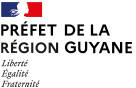 PRÉFET DE LA
RÉGION GUYANE
Liberté
Égalité
Fraternité